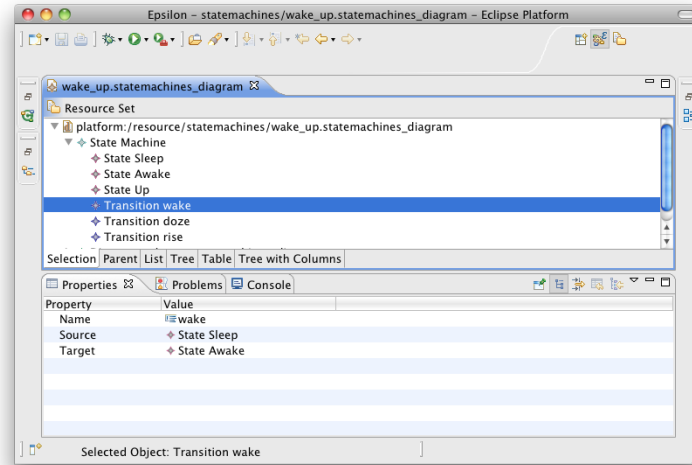 Epsilon – statemachines/wake_up.statemachines_diagram – Eclipse Platform
wake_up.statemachines_diagram
Resource Set
platform:/resource/statemachines/wake_up.statemachines_diagram
State Machine
State Sleep
State Awake
State Up
Transition wake
Transition doze
Transition rise
Selection Parent List Tree Table Tree with Columns
Properties Problems Console
Property Value
Name wake
Source State Sleep
Target State Awake
Selected Object: Transition wake